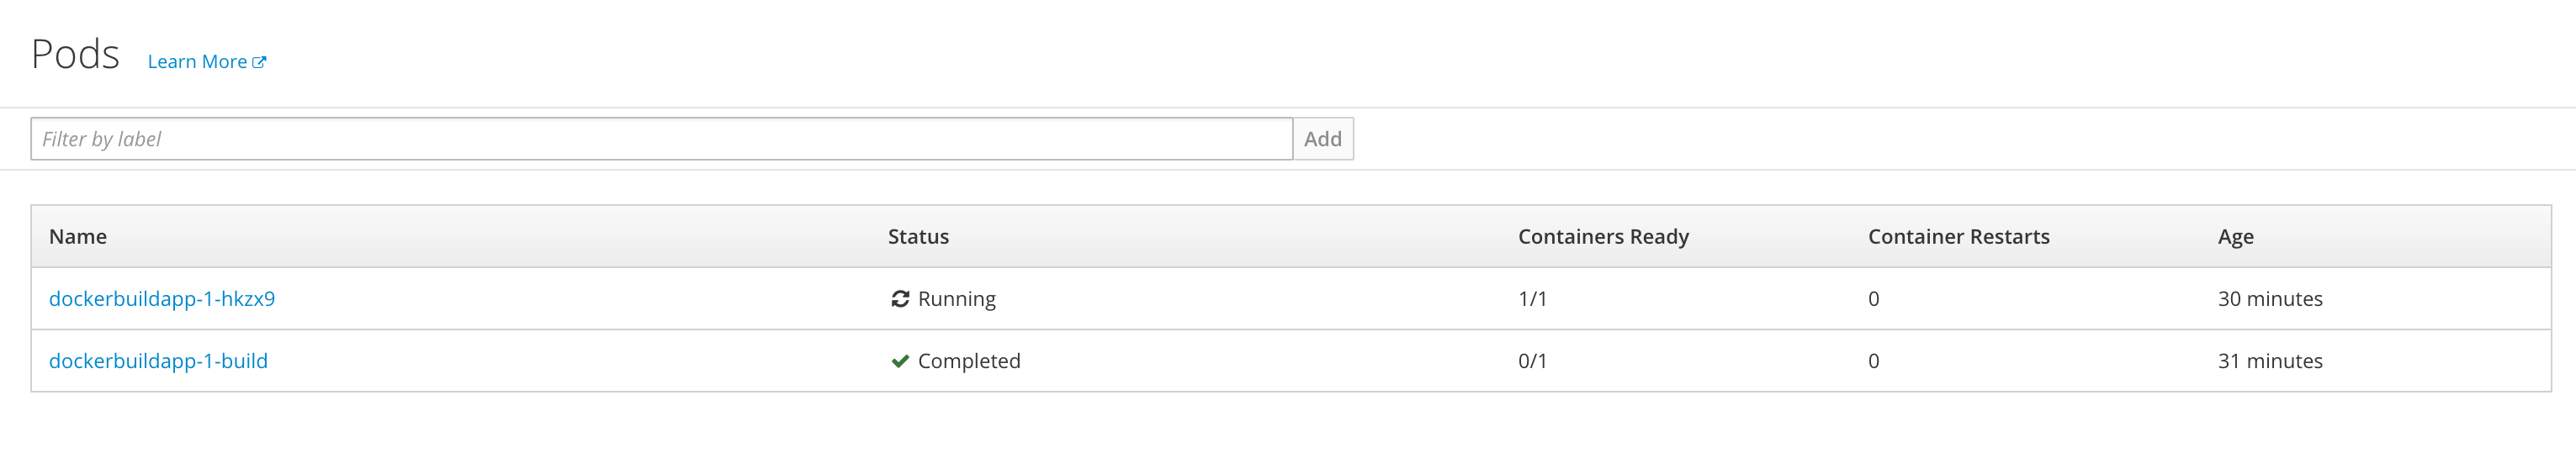 Pods Learn More
Filter by label Add
Name Status Containers Ready Container Restarts Age
dockerbuildapp-1-hkzx9 Running 1/1 0 30 minutes
dockerbuildapp-1-build Completed 0/1 0 31 minutes